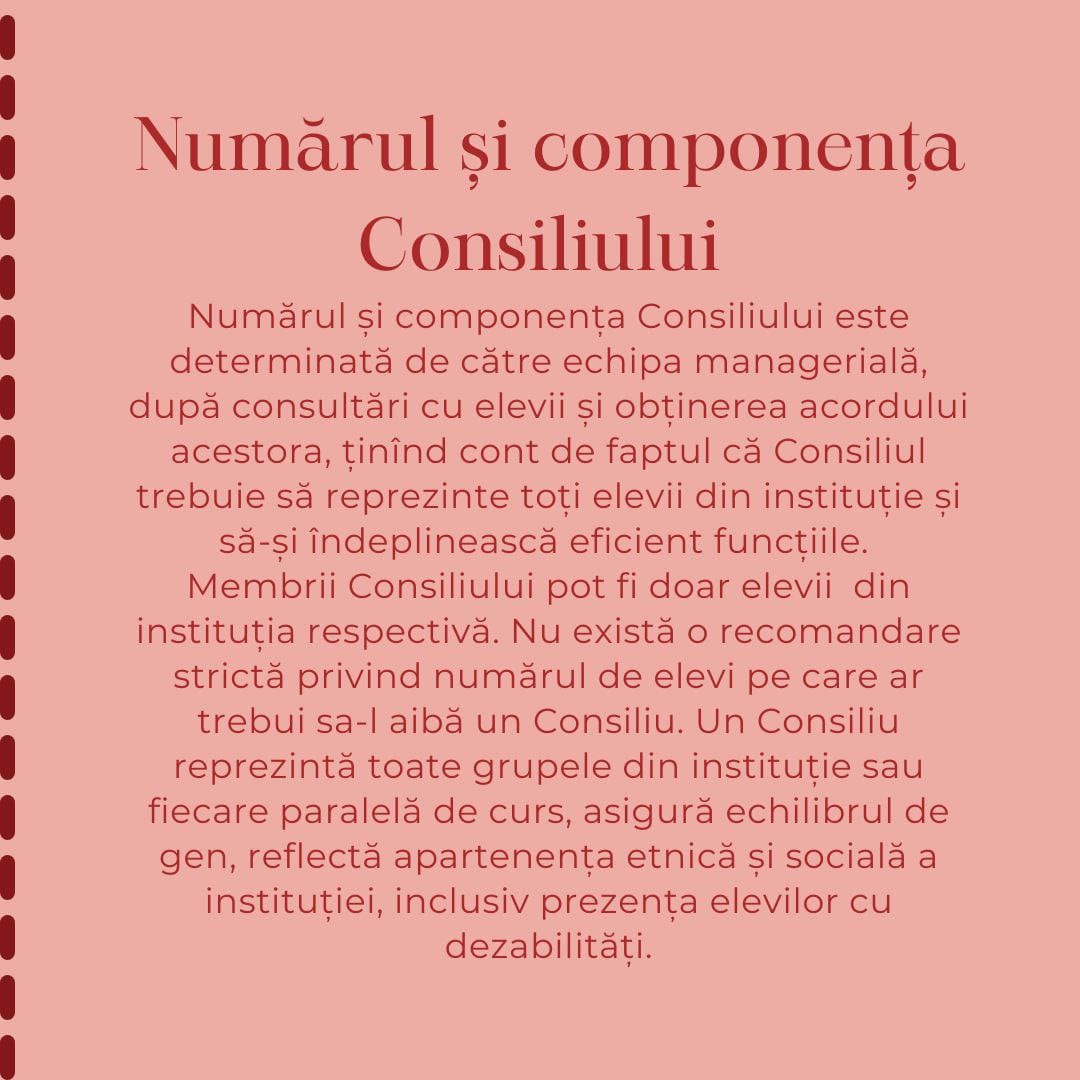 Numărul și componența
Consiliului
Numărul și componența Consiliului este
determinată de către echipa managerială,
după consultări cu elevii și obținerea acordului
acestora, ținînd cont de faptul că Consiliul
trebuie să reprezinte toți elevii din instituție și
să-și îndeplinească eficient funcțiile.
Membrii Consiliului pot fi doar elevii  din
instituția respectivă. Nu există o recomandare
strictă privind numărul de elevi pe care ar
trebui sa-l aibă un Consiliu. Un Consiliu
reprezintă toate grupele din instituție sau
fiecare paralelă de curs, asigură echilibrul de
gen, reflectă apartenența etnică și socială a
instituției, inclusiv prezența elevilor cu
dezabilități.